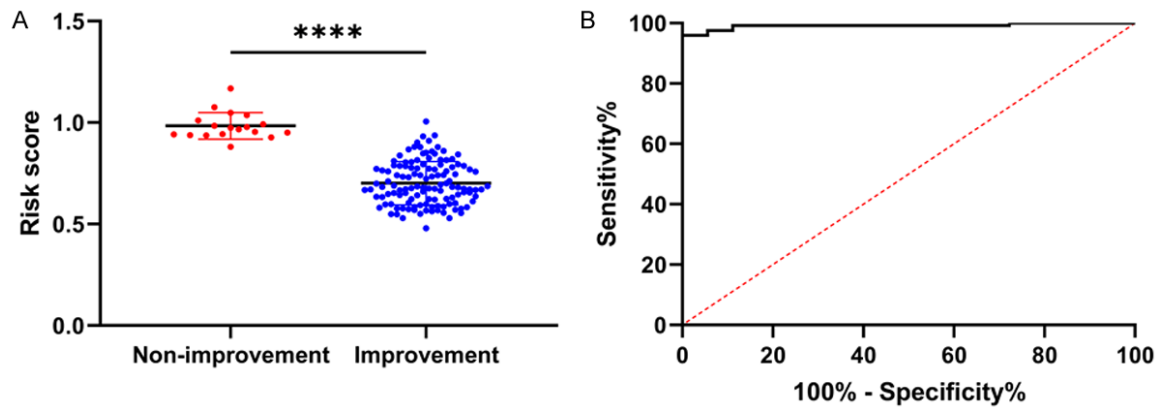 A
1.5
1.0
0.5
0.0
Risk score
****
Non-improvement
Improvement
B
100
80
60
40
20
0
Sensitivity%
0 20 40 60 80 100
100% - Specificity%